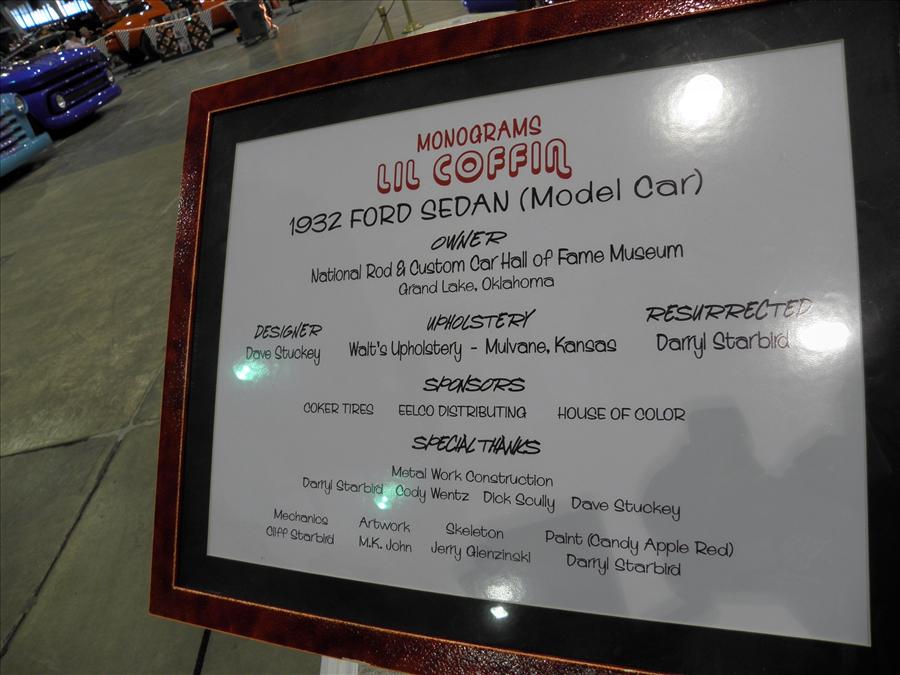 MONOGRAMS
LIL COFFIN
1932 FORD SEDAN (Model Car)
OWNER
National Rod & Custom Car Hall of Fame Museum
Grand Lake, Oklahoma
DESIGNER
Dave Stuckey
UPHOLSTERY
Walt's Upholstery - Mulvane, Kansas
RESURRECTED
Darryl Starbird
SPONSORS
COKER TIRES EELCO DISTRIBUTING HOUSE OF COLOR
SPECIAL THANKS
Metal Work Construction
Darryl Starbird Cody Wentz Dick Scully Dave Stuckey
Mechanics
Cliff Starbird
Artwork
M.K. John
Skeleton
Jerry Gienzinski
Paint (Candy Apple Red)
Darryl Starbird